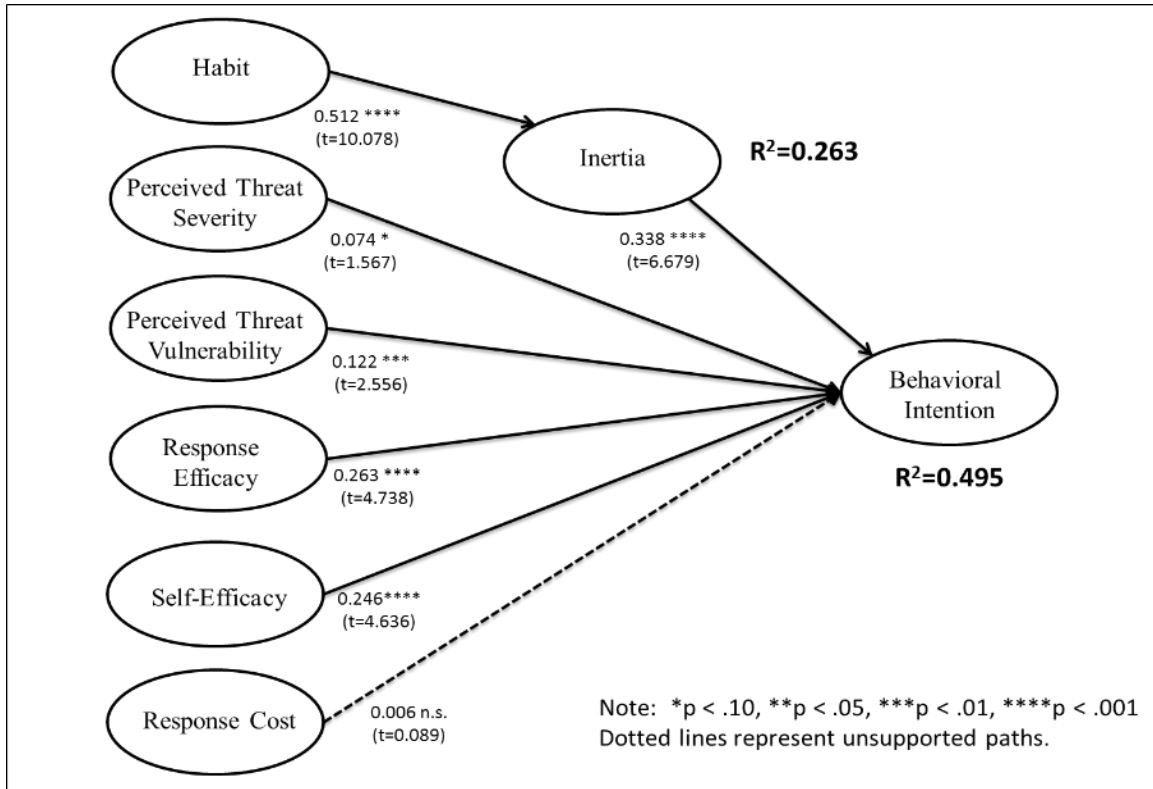 Habit
0.512 ****
(t=10.078)
Inertia
R²=0.263
Perceived Threat
Severity
0.074 *
(t=1.567)
0.338 ****
(t=6.679)
Perceived Threat
Vulnerability
0.122 ***
(t=2.556)
Behavioral
Intention
R²=0.495
Response
Efficacy
0.263 ****
(t=4.738)
Self-Efficacy
0.246****
(t=4.636)
Response Cost
0.006 n.s.
(t=0.089)
Note: *p < .10, **p < .05, ***p < .01, ****p < .001
Dotted lines represent unsupported paths.